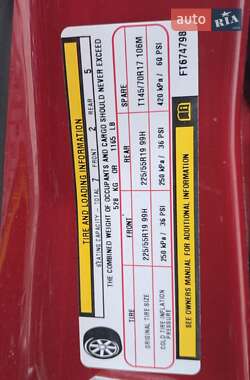 TIRE AND LOADING INFORMATION
SEATING CAPACITY - TOTAL 7 FRONT 2 REAR 5
THE COMBINED WEIGHT OF OCCUPANTS AND CARGO SHOULD NEVER EXCEED
528 KG OR 1165 LB
TIRE FRONT REAR SPARE
ORIGINAL TIRE SIZE 225/55R19 99H 225/55R19 99H T145/70R17 106M
COLD TIRE INFLATION PRESSURE 250 kPa / 36 PSI 250 kPa / 36 PSI 420 kPa / 60 PSI
SEE OWNERS MANUAL FOR ADDITIONAL INFORMATION
FT674798
AUTO
RIA